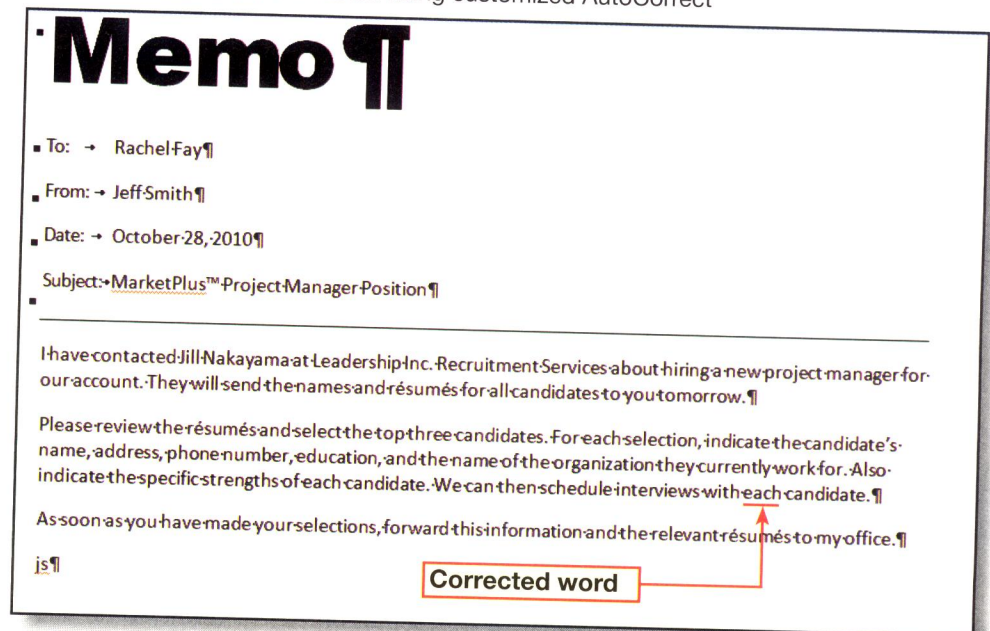 customized AutoCorrect
Memo¶
To: → Rachel·Fay¶
From: → Jeff·Smith¶
Date: → October·28,·2010¶
Subject:→MarketPlus™·Project·Manager·Position¶
I·have·contacted·Jill·Nakayama·at·Leadership·Inc.·Recruitment·Services·about·hiring·a·new·project·manager·for·
our·account.·They·will·send·the·names·and·résumés·for·all·candidates·to·you·tomorrow.¶
Please·review·the·résumés·and·select·the·top·three·candidates.·For·each·selection,·indicate·the·candidate's·
name,·address,·phone·number,·education,·and·the·name·of·the·organization·they·currently·work·for.·Also·
indicate·the·specific·strengths·of·each·candidate.·We·can·then·schedule·interviews·with·each·candidate.¶
As·soon·as·you·have·made·your·selections,·forward·this·information·and·the·relevant·résumés·to·my·office.¶
js¶
Corrected word